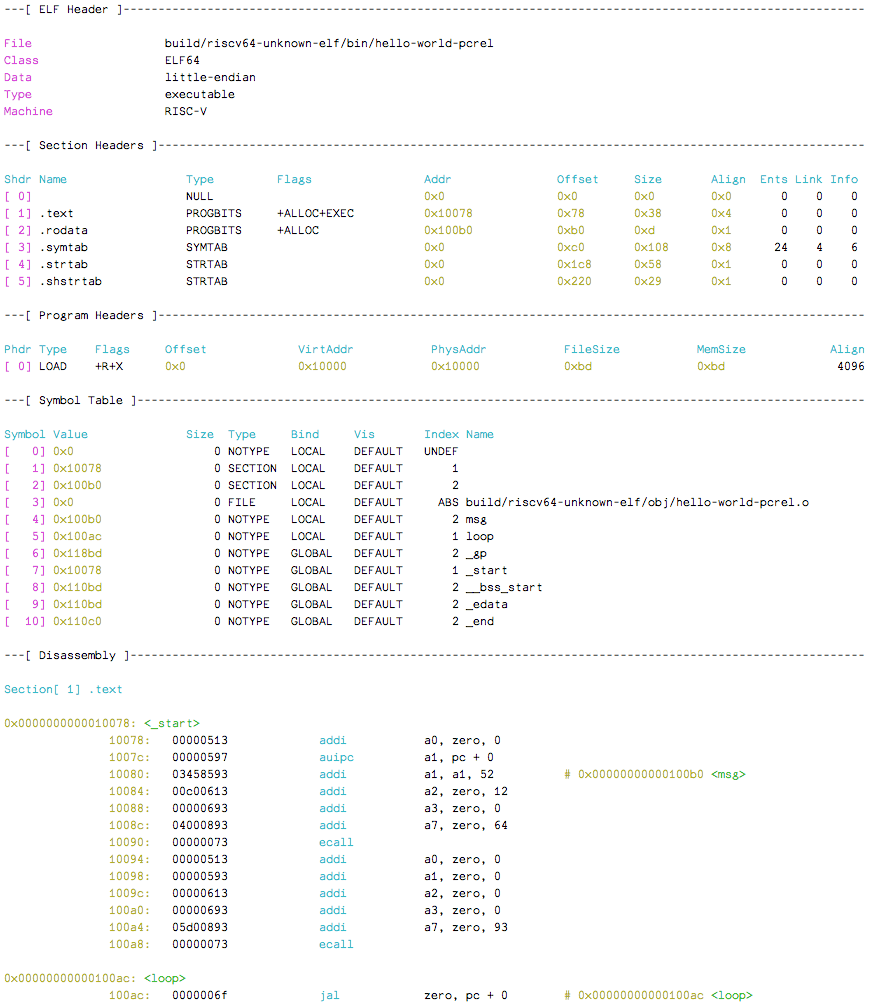 ---[ ELF Header ]----------------------------------------------------------------------------------------------------------
File build/riscv64-unknown-elf/bin/hello-world-pcrel
Class ELF64
Data little-endian
Type executable
Machine RISC-V
---[ Section Headers ]-----------------------------------------------------------------------------------------------------
Shdr Name Type Flags Addr Offset Size Align Ents Link Info
[ 0] NULL 0x0 0x0 0x0 0x0 0 0 0
[ 1] .text PROGBITS +ALLOC+EXEC 0x10078 0x78 0x38 0x4 0 0 0
[ 2] .rodata PROGBITS +ALLOC 0x100b0 0xb0 0xd 0x1 0 0 0
[ 3] .symtab SYMTAB 0x0 0xc0 0x108 0x8 24 4 6
[ 4] .strtab STRTAB 0x0 0x1c8 0x58 0x1 0 0 0
[ 5] .shstrtab STRTAB 0x0 0x220 0x29 0x1 0 0 0
---[ Program Headers ]-----------------------------------------------------------------------------------------------------
Phdr Type Flags Offset VirtAddr PhysAddr FileSize MemSize Align
[ 0] LOAD +R+X 0x0 0x10000 0x10000 0xbd 0xbd 4096
---[ Symbol Table ]--------------------------------------------------------------------------------------------------------
Symbol Value Size Type Bind Vis Index Name
[ 0] 0x0 0 NOTYPE LOCAL DEFAULT UNDEF
[ 1] 0x10078 0 SECTION LOCAL DEFAULT 1
[ 2] 0x100b0 0 SECTION LOCAL DEFAULT 2
[ 3] 0x0 0 FILE LOCAL DEFAULT ABS build/riscv64-unknown-elf/obj/hello-world-pcrel.o
[ 4] 0x100b0 0 NOTYPE LOCAL DEFAULT 2 msg
[ 5] 0x100ac 0 NOTYPE LOCAL DEFAULT 1 loop
[ 6] 0x118bd 0 NOTYPE GLOBAL DEFAULT 2 _gp
[ 7] 0x10078 0 NOTYPE GLOBAL DEFAULT 1 _start
[ 8] 0x110bd 0 NOTYPE GLOBAL DEFAULT 2 __bss_start
[ 9] 0x110bd 0 NOTYPE GLOBAL DEFAULT 2 _edata
[ 10] 0x110c0 0 NOTYPE GLOBAL DEFAULT 2 _end
---[ Disassembly ]---------------------------------------------------------------------------------------------------------
Section[ 1] .text
0x0000000000010078: <_start>
10078: 00000513 addi a0, zero, 0
1007c: 00000597 auipc a1, pc + 0
10080: 03458593 addi a1, a1, 52 # 0x00000000000100b0 <msg>
10084: 00c00613 addi a2, zero, 12
10088: 00000693 addi a3, zero, 0
1008c: 04000893 addi a7, zero, 64
10090: 00000073 ecall
10094: 00000513 addi a0, zero, 0
10098: 00000593 addi a1, zero, 0
1009c: 00000613 addi a2, zero, 0
100a0: 00000693 addi a3, zero, 0
100a4: 05d00893 addi a7, zero, 93
100a8: 00000073 ecall
0x00000000000100ac: <loop>
100ac: 0000006f jal zero, pc + 0 # 0x00000000000100ac <loop>